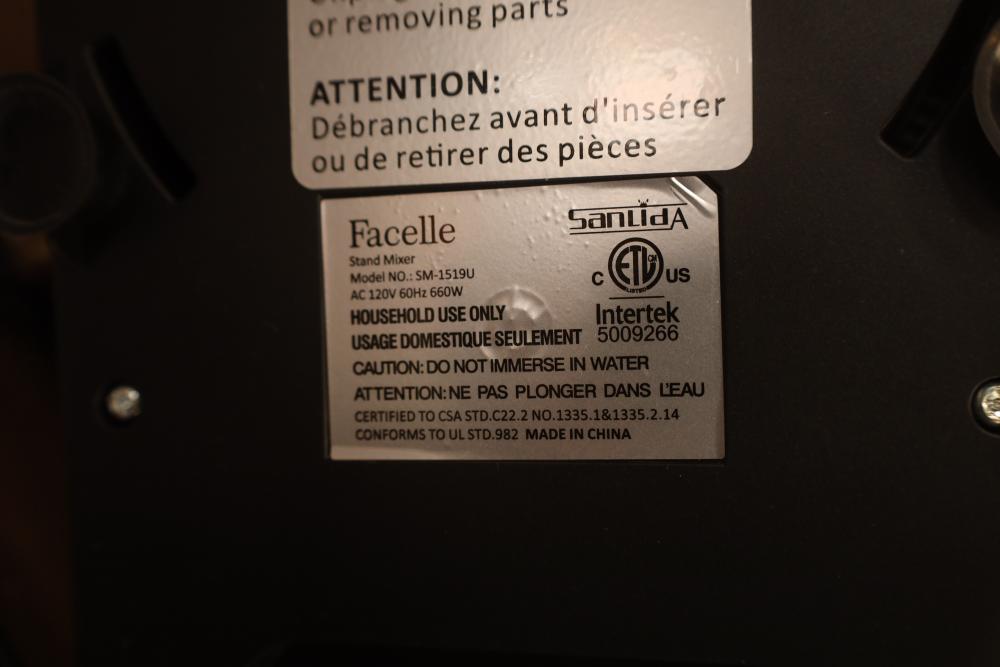 or removing parts
ATTENTION:
Débranchez avant d'insérer
ou de retirer des pièces
Facelle
SANLIDA
Stand Mixer
Model NO.: SM-1519U
AC 120V 60Hz 660W
C ETL CM LISTED US
HOUSEHOLD USE ONLY
Intertek
5009266
USAGE DOMESTIQUE SEULEMENT
CAUTION: DO NOT IMMERSE IN WATER
ATTENTION: NE PAS PLONGER DANS L'EAU
CERTIFIED TO CSA STD.C22.2 NO.1335.1&1335.2.14
CONFORMS TO UL STD.982 MADE IN CHINA